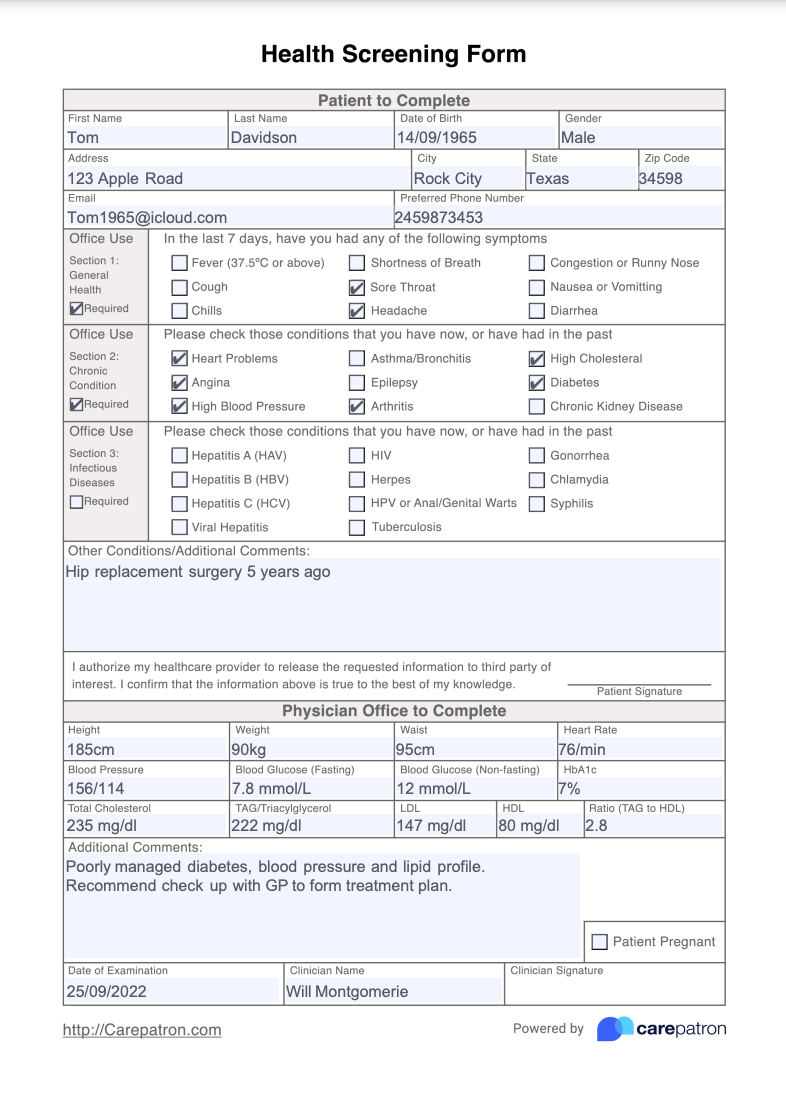 Health Screening Form
Patient to Complete
First Name Last Name Date of Birth Gender
Tom Davidson 14/09/1965 Male
Address City State Zip Code
123 Apple Road Rock City Texas 34598
Email Preferred Phone Number
Tom1965@icloud.com 2459873453
Office Use In the last 7 days, have you had any of the following symptoms
Section 1:
General
Health
Required
Fever (37.5ºC or above) Shortness of Breath Congestion or Runny Nose
Cough Sore Throat Nausea or Vomitting
Chills Headache Diarrhea
Office Use Please check those conditions that you have now, or have had in the past
Section 2:
Chronic
Condition
Required
Heart Problems Asthma/Bronchitis High Cholesteral
Angina Epilepsy Diabetes
High Blood Pressure Arthritis Chronic Kidney Disease
Office Use Please check those conditions that you have now, or have had in the past
Section 3:
Infectious
Diseases
Required
Hepatitis A (HAV) HIV Gonorrhea
Hepatitis B (HBV) Herpes Chlamydia
Hepatitis C (HCV) HPV or Anal/Genital Warts Syphilis
Viral Hepatitis Tuberculosis
Other Conditions/Additional Comments:
Hip replacement surgery 5 years ago
I authorize my healthcare provider to release the requested information to third party of
interest. I confirm that the information above is true to the best of my knowledge.
Patient Signature
Physician Office to Complete
Height Weight Waist Heart Rate
185cm 90kg 95cm 76/min
Blood Pressure Blood Glucose (Fasting) Blood Glucose (Non-fasting) HbA1c
156/114 7.8 mmol/L 12 mmol/L 7%
Total Cholesterol TAG/Triacylglycerol LDL HDL Ratio (TAG to HDL)
235 mg/dl 222 mg/dl 147 mg/dl 80 mg/dl 2.8
Additional Comments:
Poorly managed diabetes, blood pressure and lipid profile.
Recommend check up with GP to form treatment plan.
Patient Pregnant
Date of Examination Clinician Name Clinician Signature
25/09/2022 Will Montgomerie
http://Carepatron.com Powered by carepatron